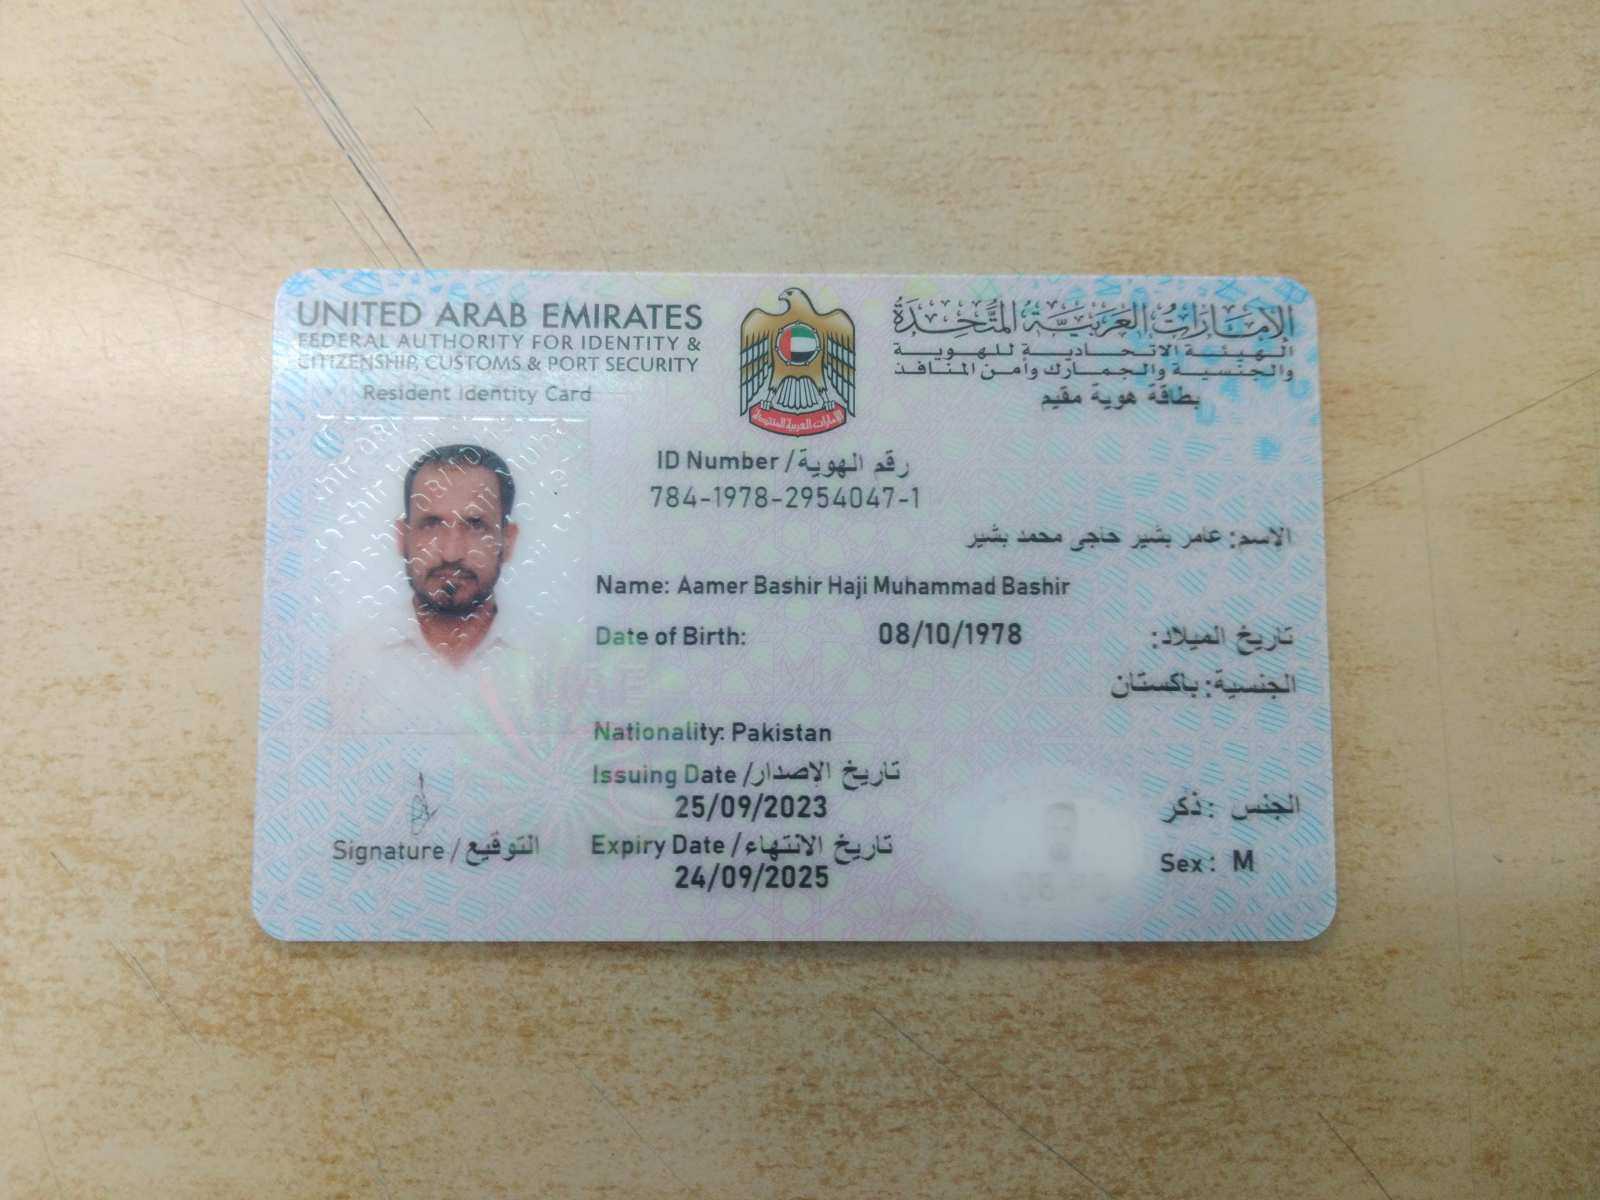 UNITED ARAB EMIRATES
FEDERAL AUTHORITY FOR IDENTITY &
CITIZENSHIP, CUSTOMS & PORT SECURITY
Resident Identity Card
الإمارات العربية المتحدة
الهيئة الاتحادية للهوية
والجنسية والجمارك وأمن المنافذ
بطاقة هوية مقيم
الإمارات العربية المتحدة
ID Number / رقم الهوية
784-1978-2954047-1
الاسم: عامر بشير حاجى محمد بشير
Name: Aamer Bashir Haji Muhammad Bashir
Date of Birth: 08/10/1978 تاريخ الميلاد:
الجنسية: باكستان
Nationality: Pakistan
Issuing Date / تاريخ الإصدار
25/09/2023
الجنس : ذكر
Signature / التوقيع
Expiry Date / تاريخ الانتهاء
24/09/2025
Sex : M